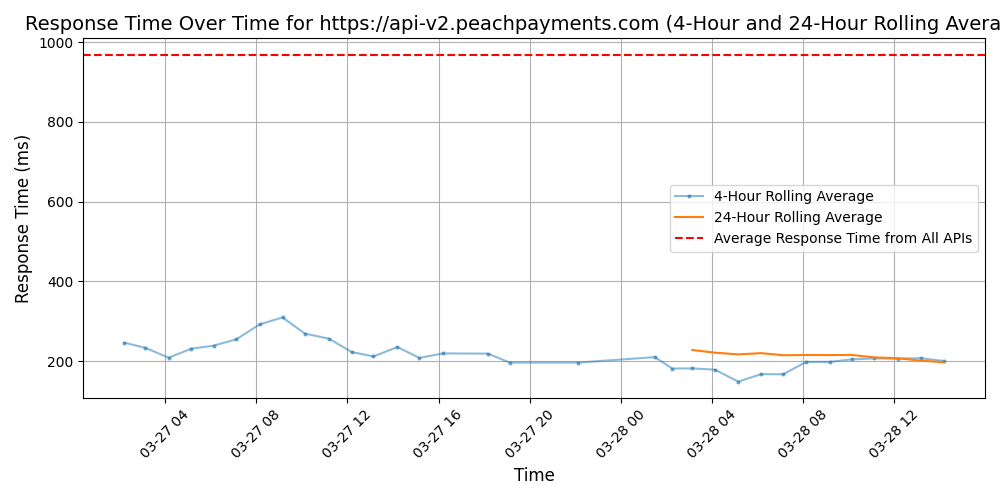 Response Time Over Time for https://api-v2.peachpayments.com (4-Hour and 24-Hour Rolling Avera
Response Time (ms)
1000
800
600
400
200
4-Hour Rolling Average
24-Hour Rolling Average
Average Response Time from All APIs
03-27 04
03-27 08
03-27 12
03-27 16
03-27 20
03-28 00
03-28 04
03-28 08
03-28 12
Time